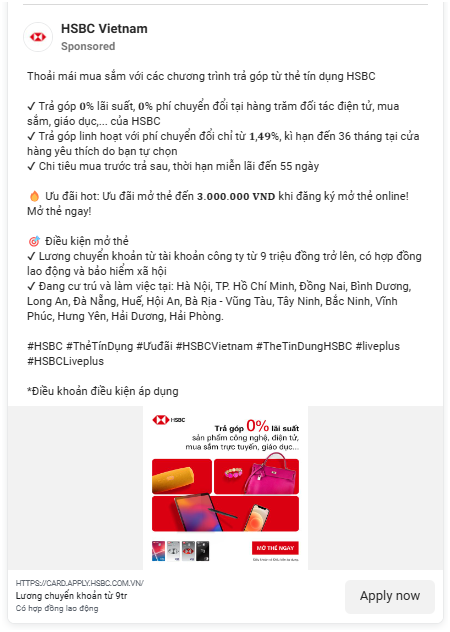 HSBC Vietnam
Sponsored
Thoải mái mua sắm với các chương trình trả góp từ thẻ tín dụng HSBC
✓ Trả góp 0% lãi suất, 0% phí chuyển đổi tại hàng trăm đối tác điện tử, mua
sắm, giáo dục,... của HSBC
✓ Trả góp linh hoạt với phí chuyển đổi chỉ từ 1,49%, kì hạn đến 36 tháng tại cửa
hàng yêu thích do bạn tự chọn
✓ Chi tiêu mua trước trả sau, thời hạn miễn lãi đến 55 ngày
🔥 Ưu đãi hot: Ưu đãi mở thẻ đến 3.000.000 VND khi đăng ký mở thẻ online!
Mở thẻ ngay!
🎯 Điều kiện mở thẻ
✓ Lương chuyển khoản từ tài khoản công ty từ 9 triệu đồng trở lên, có hợp đồng
lao động và bảo hiểm xã hội
✓ Đang cư trú và làm việc tại: Hà Nội, TP. Hồ Chí Minh, Đồng Nai, Bình Dương,
Long An, Đà Nẵng, Huế, Hội An, Bà Rịa - Vũng Tàu, Tây Ninh, Bắc Ninh, Vĩnh
Phúc, Hưng Yên, Hải Dương, Hải Phòng.
#HSBC #ThẻTínDụng #Ưuđãi #HSBCVietnam #TheTinDungHSBC #liveplus
#HSBCLiveplus
*Điều khoản điều kiện áp dụng
HSBC
Trả góp 0% lãi suất
sản phẩm công nghệ, điện tử,
mua sắm trực tuyến, giáo dục...
MỞ THẺ NGAY
HTTPS://CARD.APPLY.HSBC.COM.VN/
Lương chuyển khoản từ 9tr
Có hợp đồng lao động
Apply now